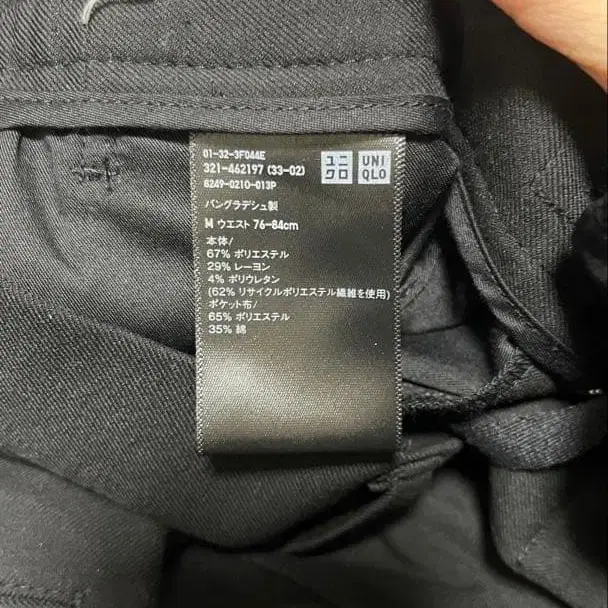 01-32-3F044E
321-462197 (33-02)
8249-0210-013P
ユニ
クロ
UNI
QLO
バングラデシュ製
M ウエスト 76-84cm
本体/
67% ポリエステル
29% レーヨン
4% ポリウレタン
(62% リサイクルポリエステル繊維を使用)
ポケット布/
65% ポリエステル
35% 綿